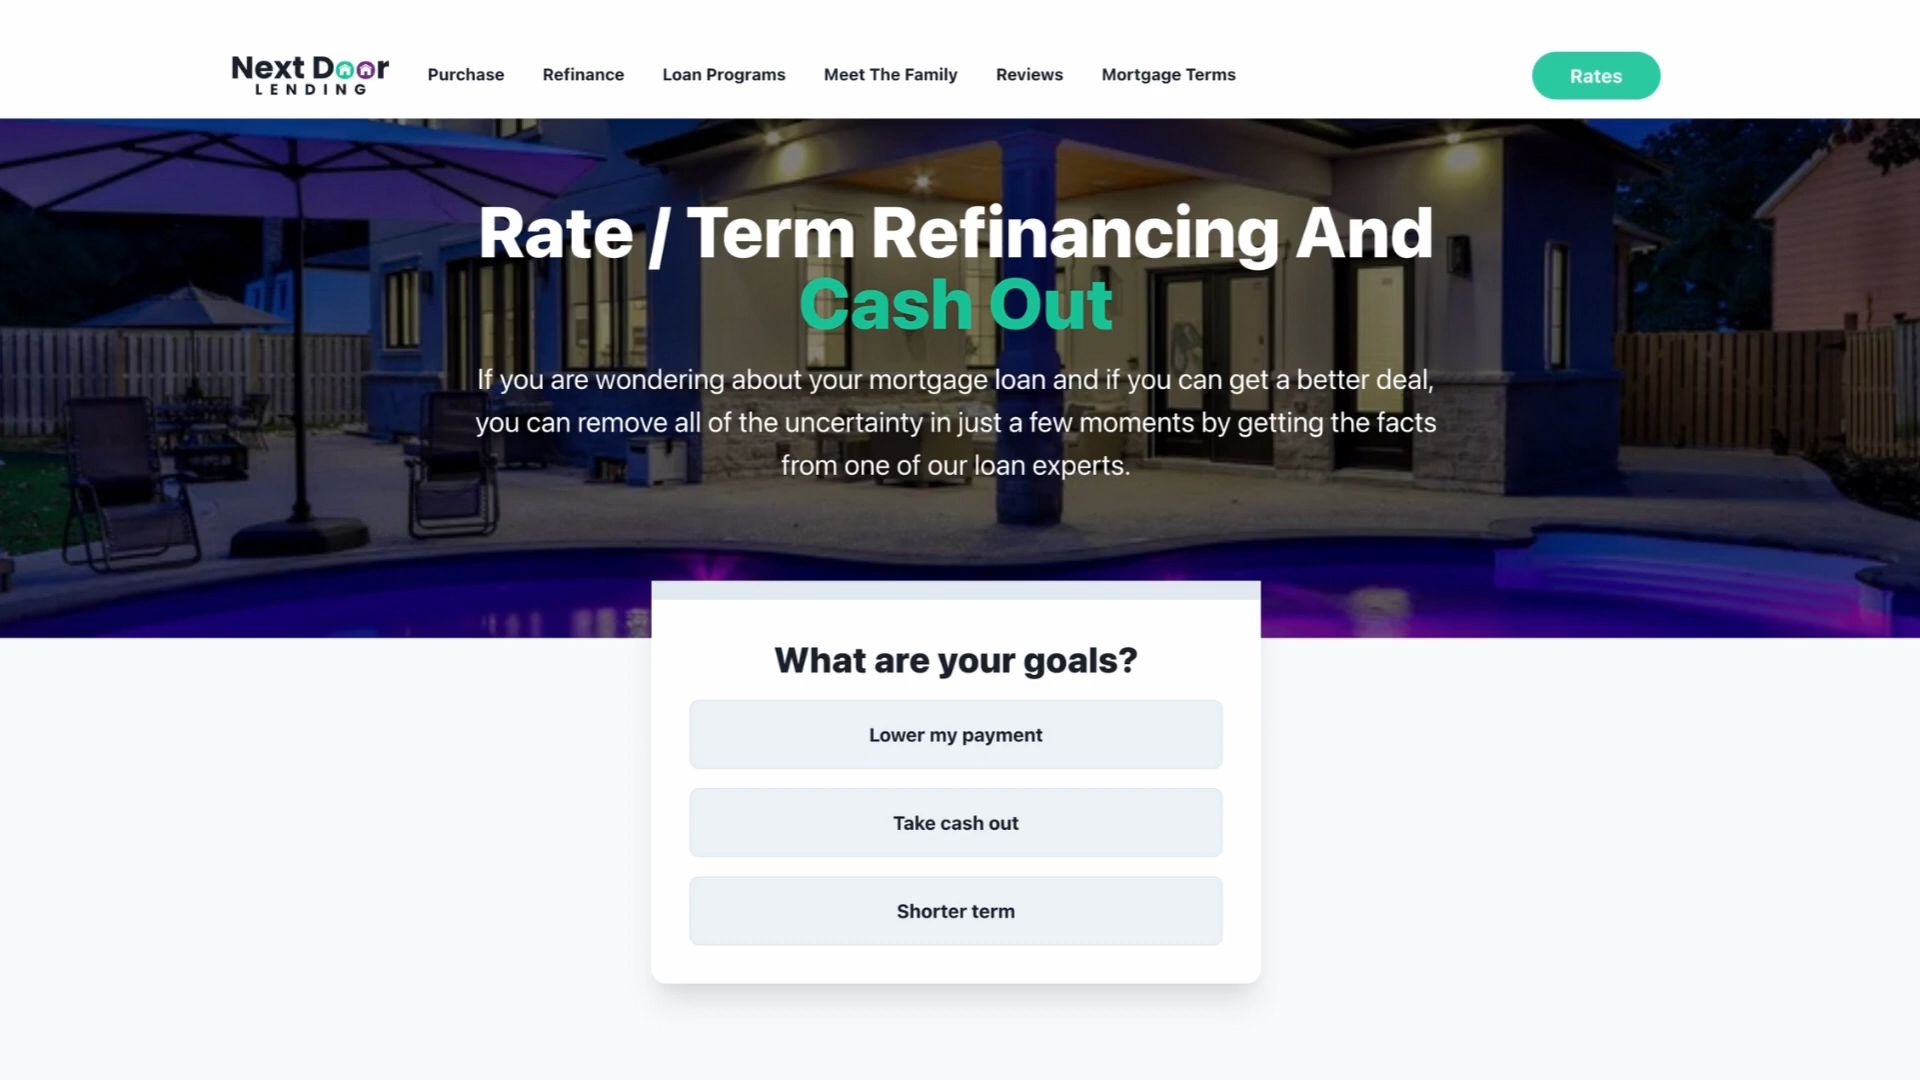 Next Door
LENDING
Purchase
Refinance
Loan Programs
Meet The Family
Reviews
Mortgage Terms
Rates
Rate / Term Refinancing And
Cash Out
If you are wondering about your mortgage loan and if you can get a better deal,
you can remove all of the uncertainty in just a few moments by getting the facts
from one of our loan experts.
What are your goals?
Lower my payment
Take cash out
Shorter term